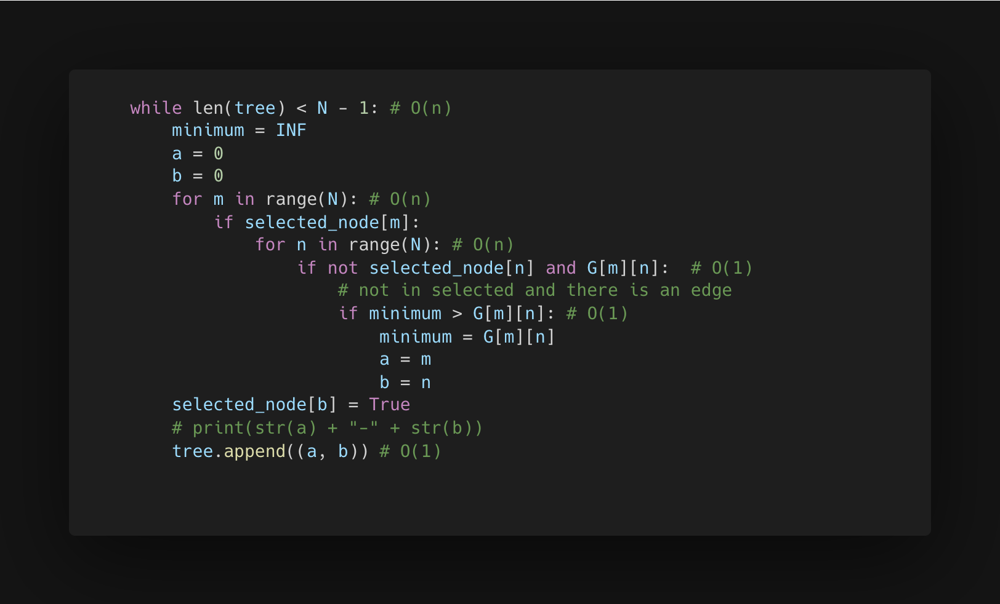 while len(tree) < N - 1: # O(n)
    minimum = INF
    a = 0
    b = 0
    for m in range(N): # O(n)
        if selected_node[m]:
            for n in range(N): # O(n)
                if not selected_node[n] and G[m][n]:  # O(1)
                    # not in selected and there is an edge
                    if minimum > G[m][n]: # O(1)
                        minimum = G[m][n]
                        a = m
                        b = n
    selected_node[b] = True
    # print(str(a) + "-" + str(b))
    tree.append((a, b)) # O(1)